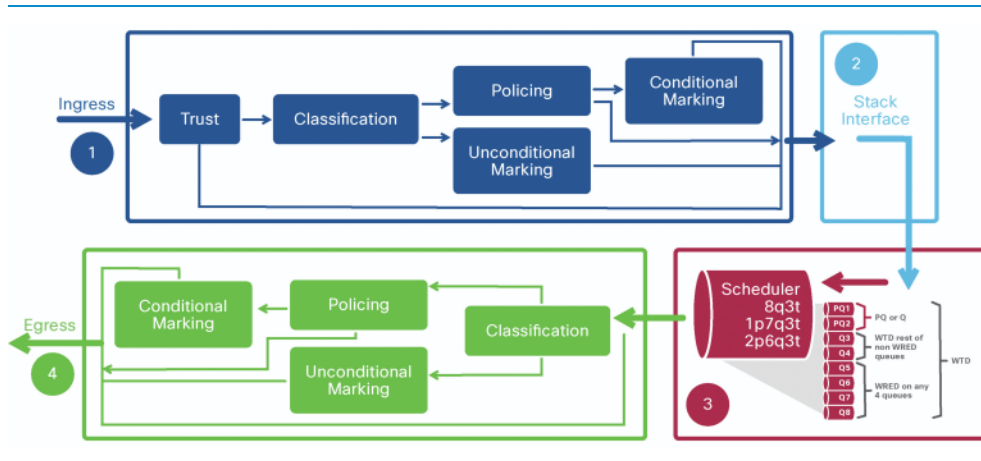 Ingress
1
Trust
Classification
Policing
Unconditional
Marking
Conditional
Marking
2
Stack
Interface
Egress
4
Conditional
Marking
Policing
Unconditional
Marking
Classification
Scheduler
8q3t
1p7q3t
2p6q3t
3
PQ1
PQ2
Q3
Q4
Q5
Q6
Q7
Q8
PQ or Q
WTD rest of
non WRED
queues
WRED on any
4 queues
WTD